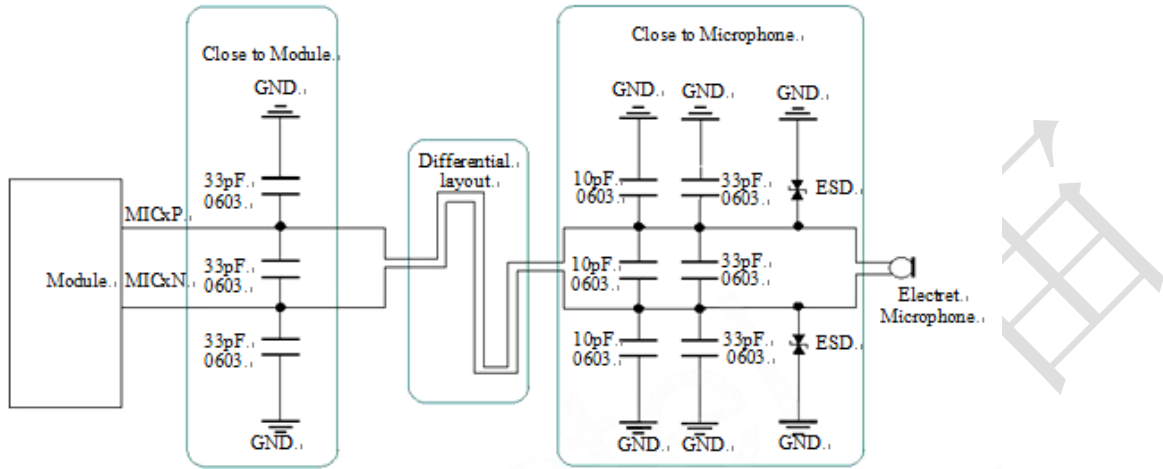 Close to Module.
GND.
33pF.
0603.
MICxP.
Module.
MICxN.
33pF.
0603.
33pF.
0603.
GND.
Differential.
layout.
Close to Microphone.
GND.
GND.
GND.
10pF.
0603.
33pF.
0603.
ESD.
10pF.
0603.
33pF.
0603.
10pF.
0603.
33pF.
0603.
ESD.
GND.
GND.
GND.
Electret.
Microphone.